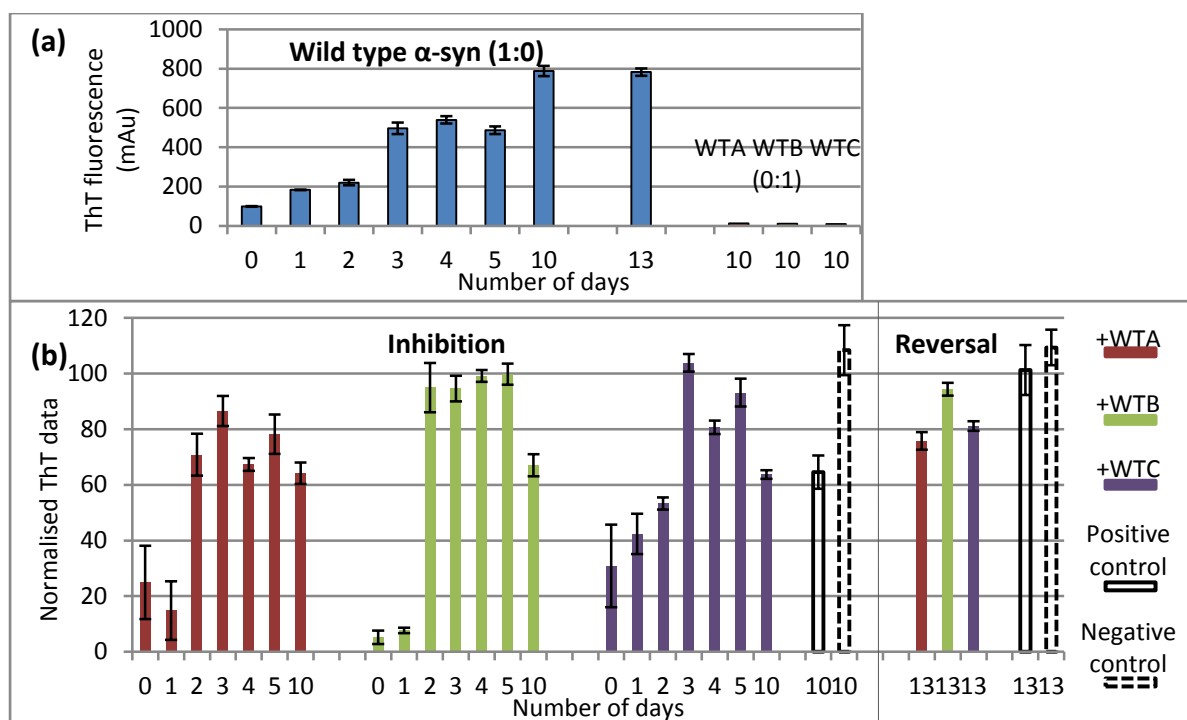 (a)
Wild type α-syn (1:0)
ThT fluorescence
(mAu)
1000
800
600
400
200
0
WTA WTB WTC
(0:1)
0 1 2 3 4 5 10 13 10 10 10
Number of days
(b)
Inhibition
Reversal
Normalised ThT data
120
100
80
60
40
20
0
0 1 2 3 4 5 10 0 1 2 3 4 5 10 0 1 2 3 4 5 10 1010 131313 1313
Number of days
+WTA
+WTB
+WTC
Positive
control
Negative
control